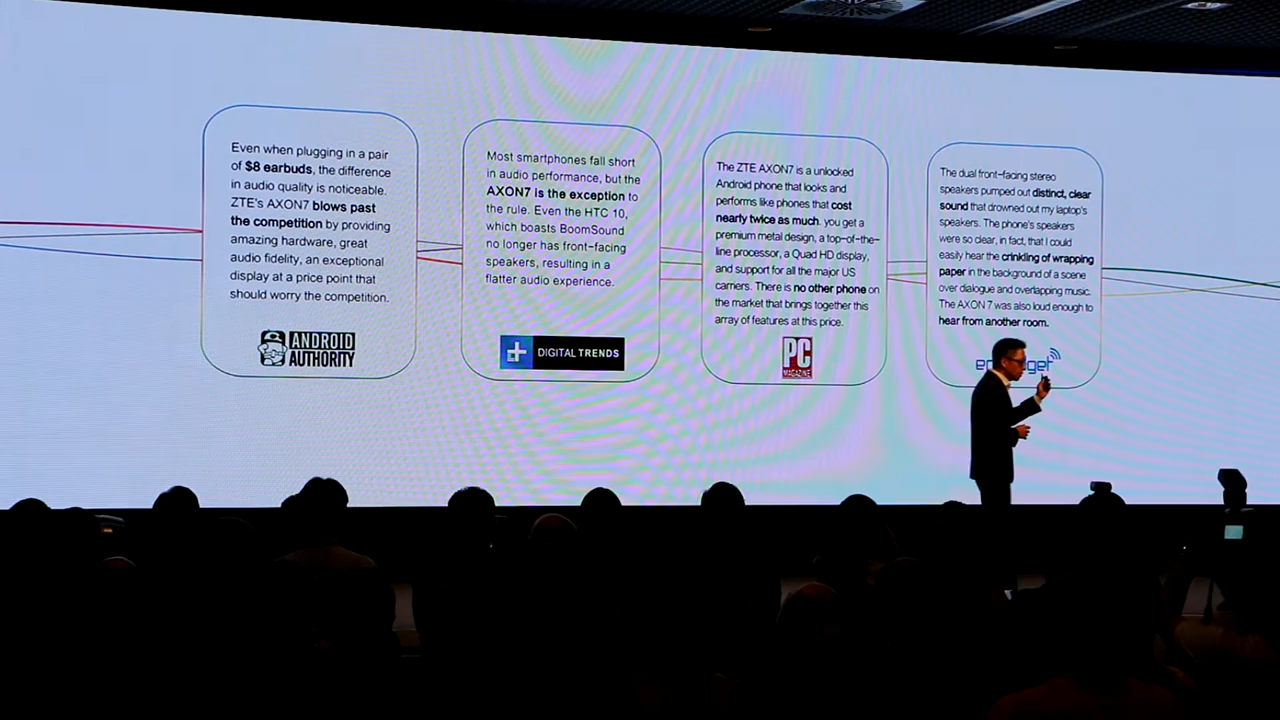 Even when plugging in a pair
of $8 earbuds, the difference
in audio quality is noticeable.
ZTE's AXON7 blows past
the competition by providing
amazing hardware, great
audio fidelity, an exceptional
display at a price point that
should worry the competition.
ANDROID
AUTHORITY
Most smartphones fall short
in audio performance, but the
AXON7 is the exception to
the rule. Even the HTC 10,
which boasts BoomSound
no longer has front-facing
speakers, resulting in a
flatter audio experience.
DIGITAL TRENDS
The ZTE AXON7 is a unlocked
Android phone that looks and
performs like phones that cost
nearly twice as much. you get a
premium metal design, a top-of-the-
line processor, a Quad HD display,
and support for all the major US
carriers. There is no other phone on
the market that brings together this
array of features at this price.
PC
MAGAZINE
The dual front-facing stereo
speakers pumped out distinct, clear
sound that drowned out my laptop's
speakers. The phone's speakers
were so clear, in fact, that I could
easily hear the crinkling of wrapping
paper in the background of a scene
over dialogue and overlapping music.
The AXON 7 was also loud enough to
hear from another room.